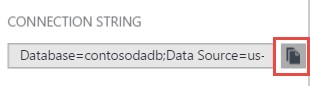 CONNECTION STRING
Database=contosodadb;Data Source=us-